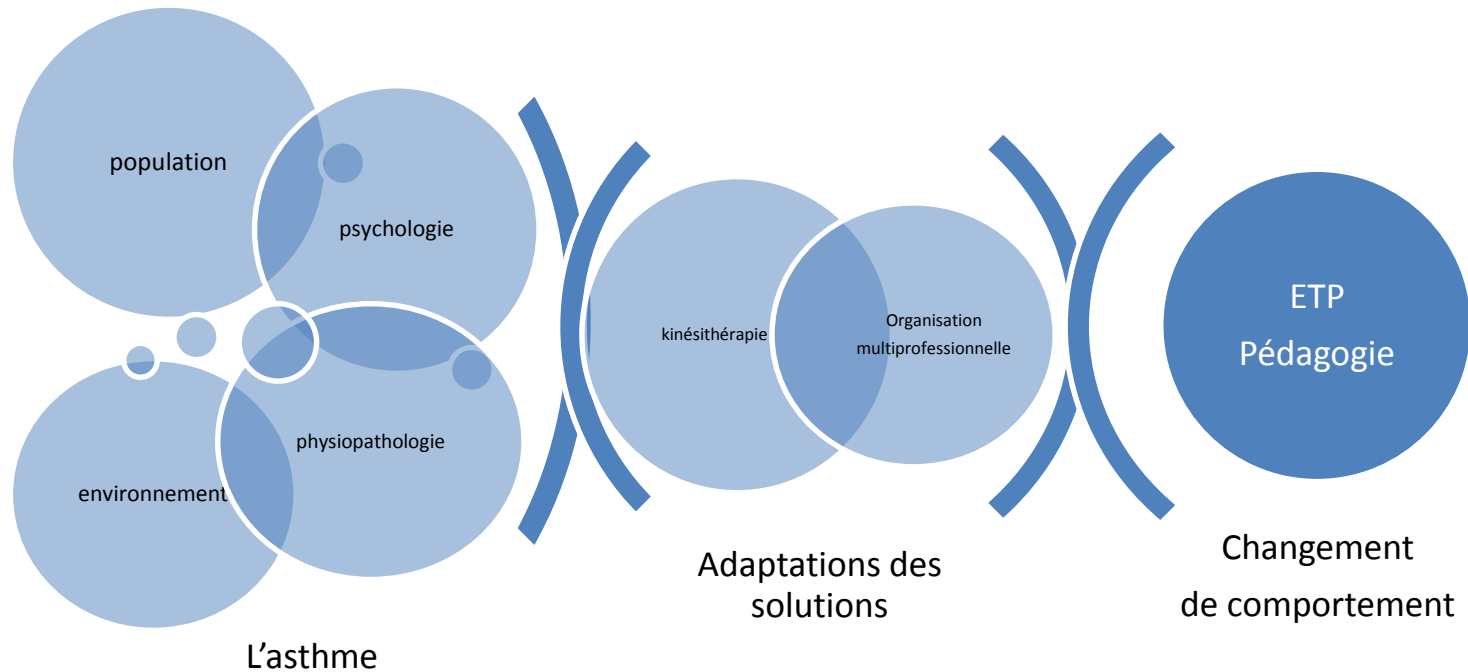 population
psychologie
physiopathologie
environnement
L'asthme
kinésithérapie
Organisation
multiprofessionnelle
Adaptations des
solutions
ETP
Pédagogie
Changement
de comportement